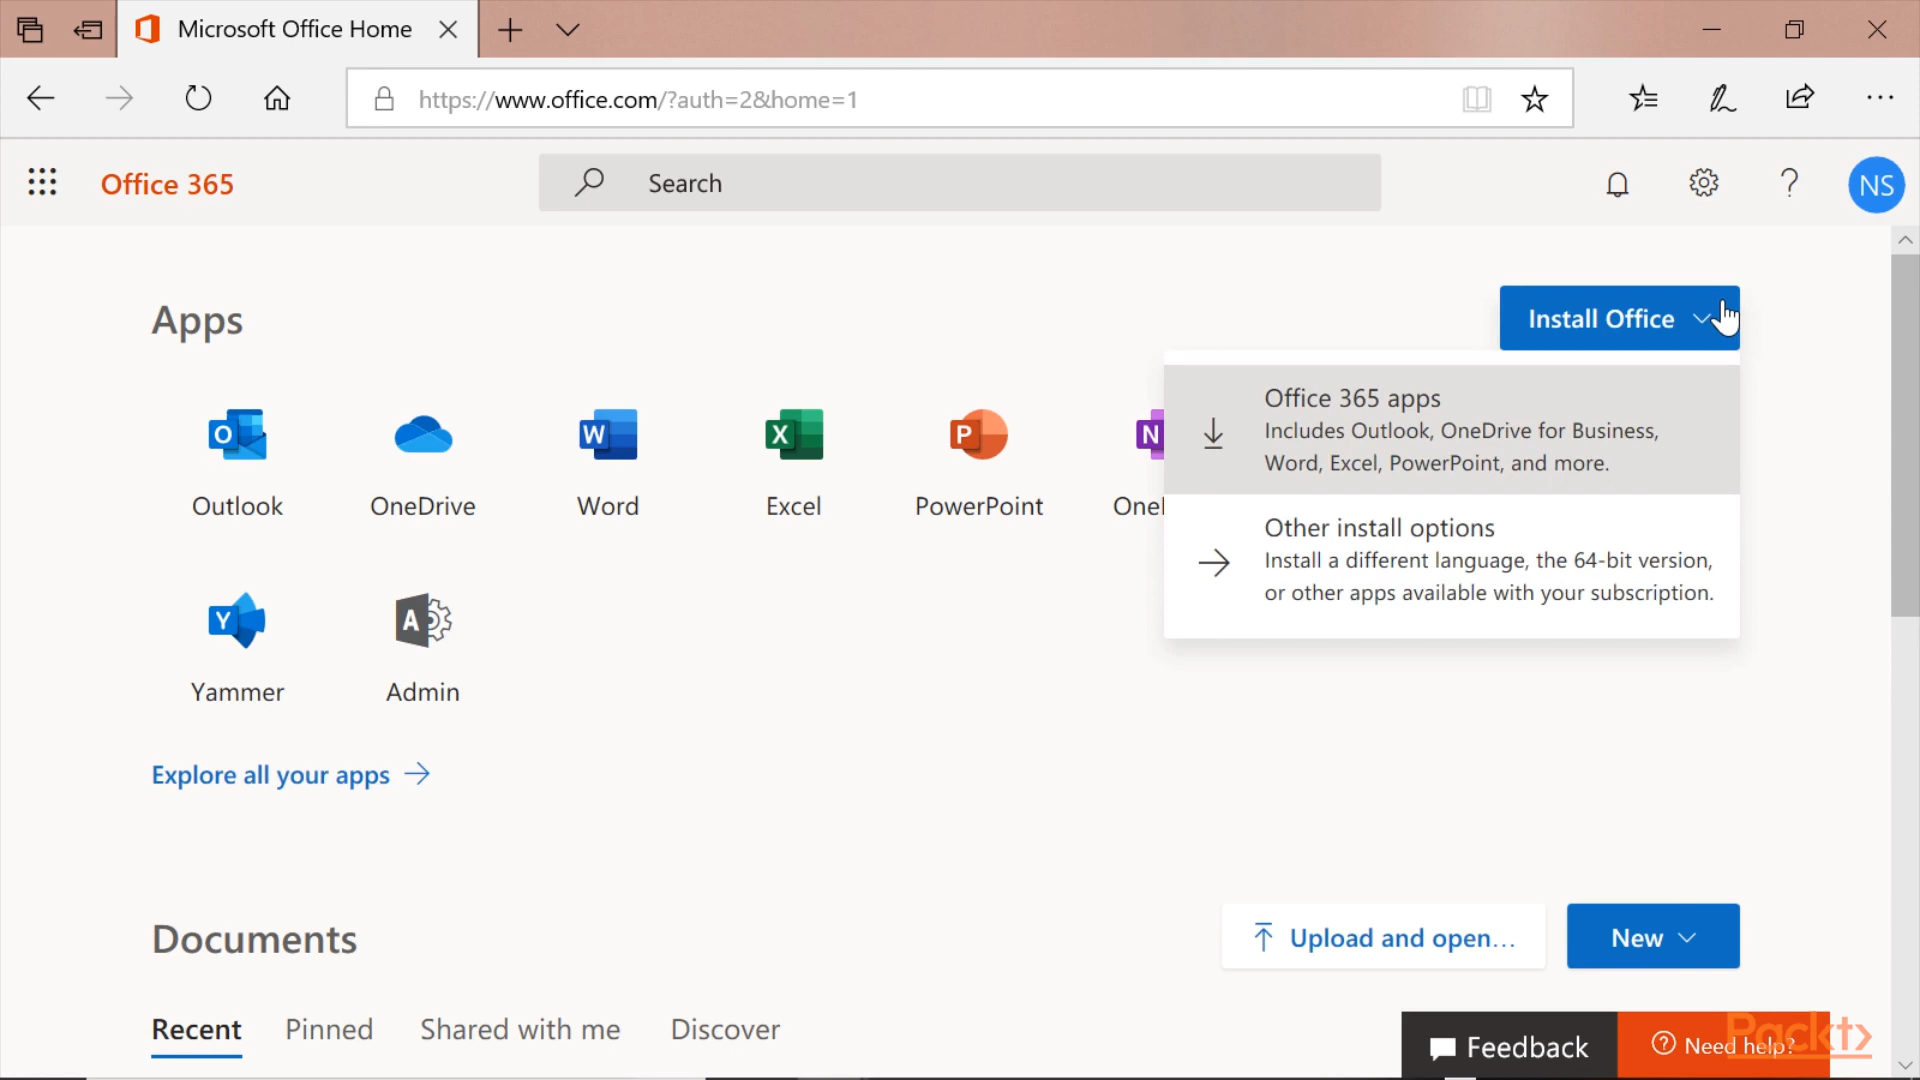 Microsoft Office Home
https://www.office.com/?auth=2&home=1
Office 365
Search
NS
Apps
Install Office
Office 365 apps
Includes Outlook, OneDrive for Business,
Word, Excel, PowerPoint, and more.
Other install options
Install a different language, the 64-bit version,
or other apps available with your subscription.
O
W
X
P
N
Outlook
OneDrive
Word
Excel
PowerPoint
Onel
Y
A
Yammer
Admin
Explore all your apps
Documents
Upload and open...
New
Recent
Pinned
Shared with me
Discover
Feedback
Need help?
Packt